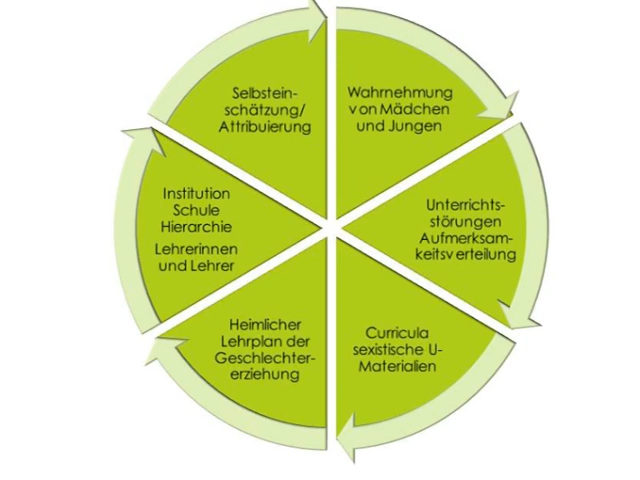 Selbstein-
schätzung/
Attribuierung
Wahrnehmung
von Mädchen
und Jungen
Unterrichts-
störungen
Aufmerksam-
keitsverteilung
Curricula
sexistische U-
Materialien
Heimlicher
Lehrplan der
Geschlechter-
erziehung
Institution
Schule
Hierarchie
Lehrerinnen
und Lehrer